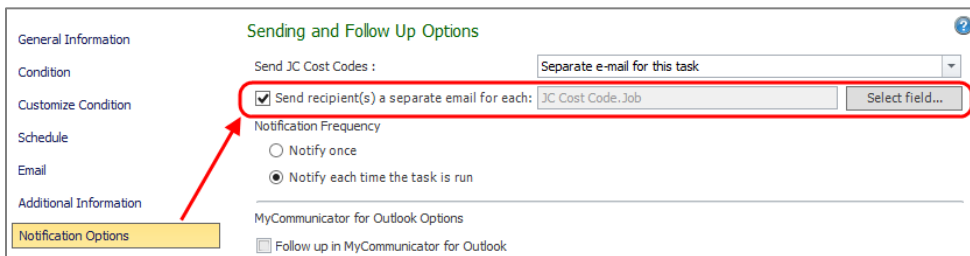 General Information
Condition
Customize Condition
Schedule
Email
Additional Information
Notification Options
Sending and Follow Up Options
?
Send JC Cost Codes :
Separate e-mail for this task
Send recipient(s) a separate email for each:
JC Cost Code.Job
Select field...
Notification Frequency
Notify once
Notify each time the task is run
MyCommunicator for Outlook Options
Follow up in MyCommunicator for Outlook